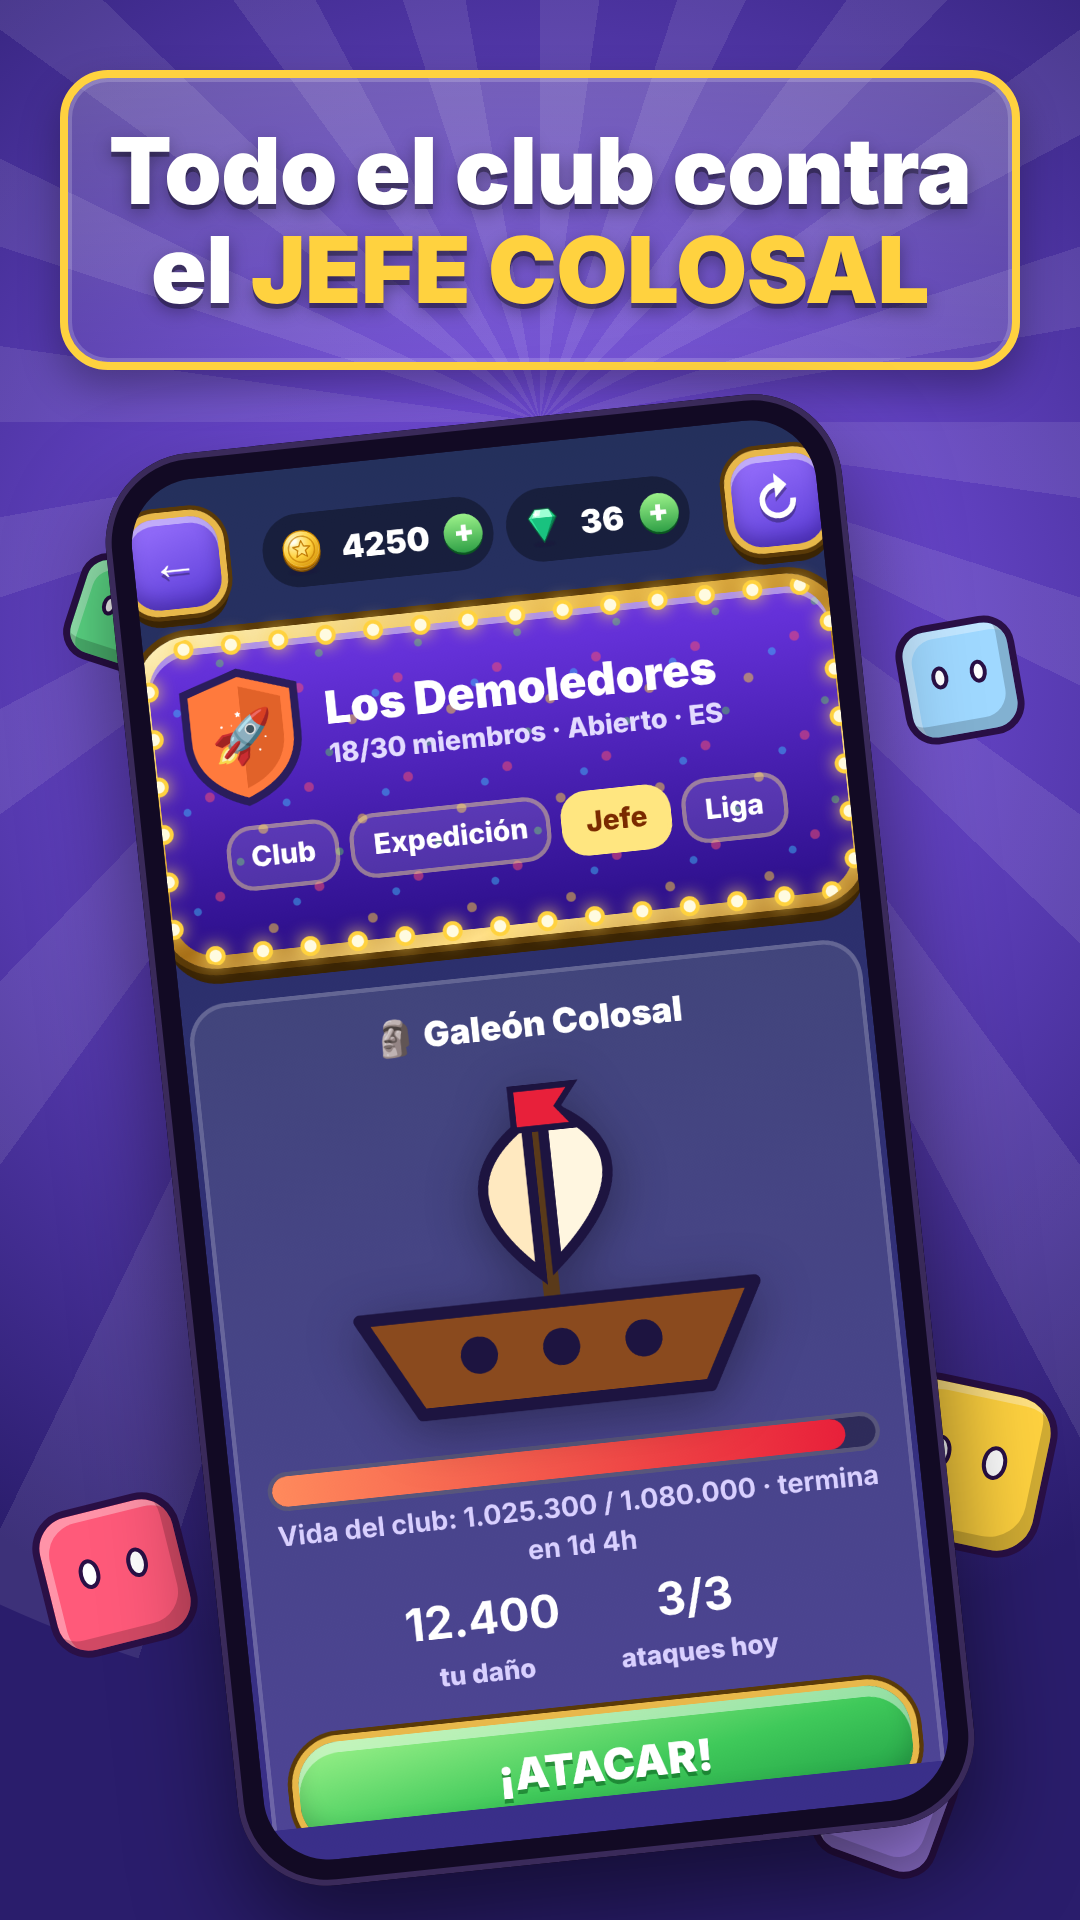 Todo el club contra
el JEFE COLOSAL
←
4250 +
36 +
Los Demoledores
18/30 miembros · Abierto · ES
Club
Expedición
Jefe
Liga
Galeón Colosal
Vida del club: 1.025.300 / 1.080.000 · termina
en 1d 4h
12.400
tu daño
3/3
ataques hoy
¡ATACAR!